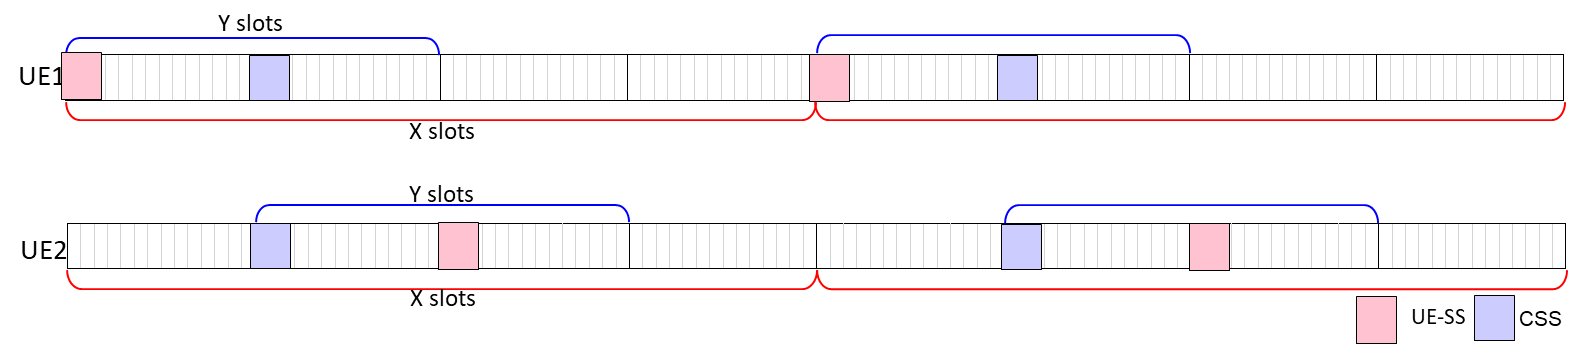 Y slots
UE1
X slots
Y slots
UE2
X slots
UE-SS
CSS